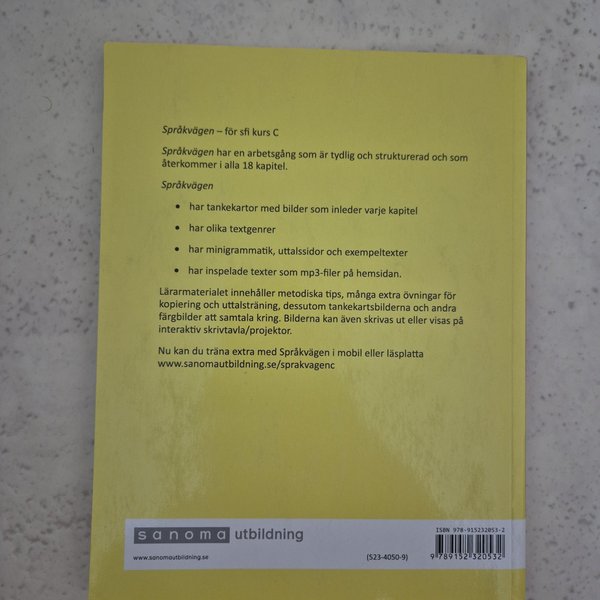 Språkvägen – för sfi kurs C
Språkvägen har en arbetsgång som är tydlig och strukturerad och som
återkommer i alla 18 kapitel.
Språkvägen
• har tankekartor med bilder som inleder varje kapitel
• har olika textgenrer
• har minigrammatik, uttalssidor och exempeltexter
• har inspelade texter som mp3-filer på hemsidan.
Lärarmaterialet innehåller metodiska tips, många extra övningar för
kopiering och uttalsträning, dessutom tankekartsbilderna och andra
färgbilder att samtala kring. Bilderna kan även skrivas ut eller visas på
interaktiv skrivtavla/projektor.
Nu kan du träna extra med Språkvägen i mobil eller läsplatta
www.sanomautbildning.se/sprakvagenc
ISBN 978-915232053-2
sanoma utbildning
www.sanomautbildning.se
(523-4050-9)
9 789152 320532